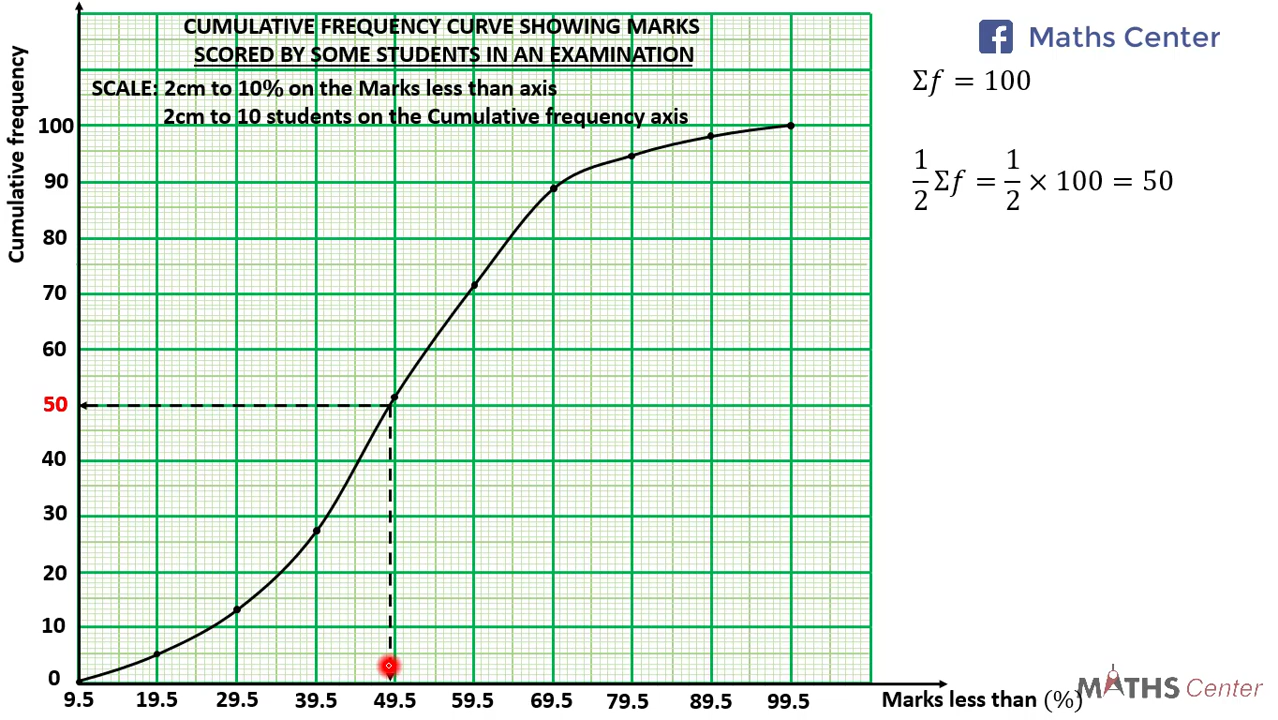 CUMULATIVE FREQUENCY CURVE SHOWING MARKS
SCORED BY SOME STUDENTS IN AN EXAMINATION
SCALE: 2cm to 10% on the Marks less than axis
2cm to 10 students on the Cumulative frequency axis
Cumulative frequency
100
90
80
70
60
50
40
30
20
10
0
9.5 19.5 29.5 39.5 49.5 59.5 69.5 79.5 89.5 99.5 Marks less than (%)
f Maths Center
Σf = 100
1/2 Σf = 1/2 × 100 = 50
MATHS Center